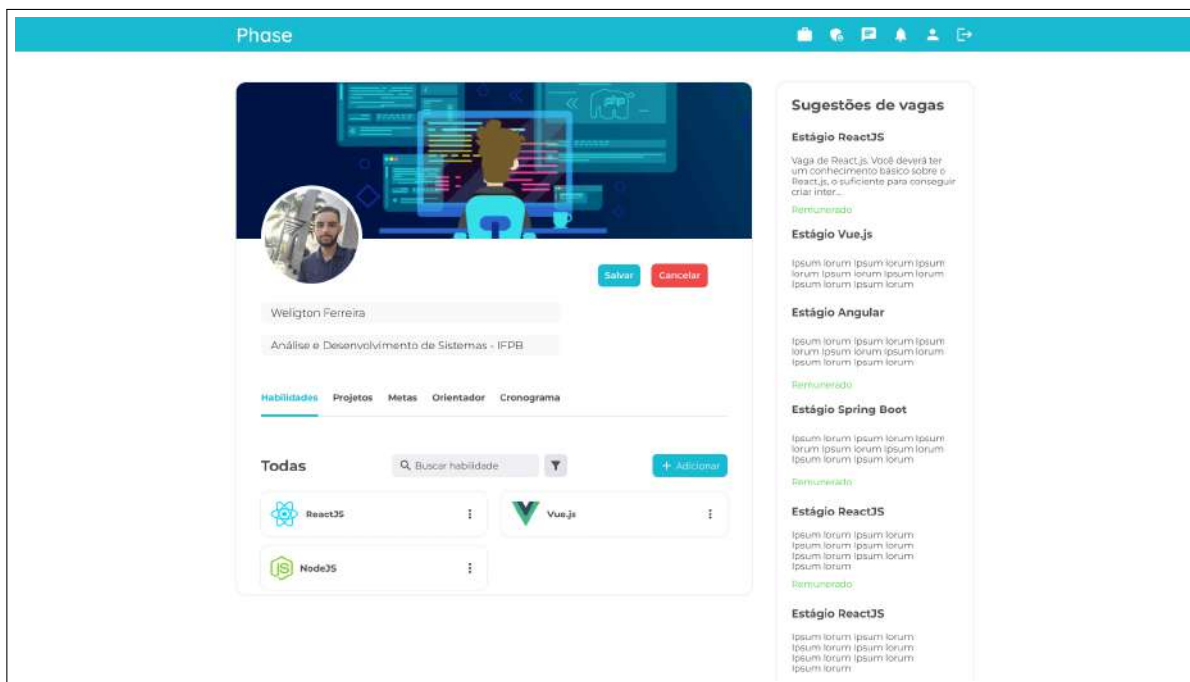 Phase
Salvar
Cancelar
Weligton Ferreira
Análise e Desenvolvimento de Sistemas - IFPB
Habilidades Projetos Metas Orientador Cronograma
Todas
Buscar habilidade
+ Adicionar
ReactJS
Vue.js
JS
NodeJS
Sugestões de vagas
Estágio ReactJS
Vaga de React.js. Você deverá ter
um conhecimento básico sobre o
React.js, o suficiente para conseguir
criar inter...
Remunerado
Estágio Vue.js
Ipsum lorum Ipsum lorum Ipsum
lorum Ipsum lorum Ipsum lorum
Ipsum lorum Ipsum lorum
Estágio Angular
Ipsum lorum Ipsum lorum Ipsum
lorum Ipsum lorum Ipsum lorum
Ipsum lorum Ipsum lorum
Remunerado
Estágio Spring Boot
Ipsum lorum Ipsum lorum Ipsum
lorum Ipsum lorum Ipsum lorum
Ipsum lorum Ipsum lorum
Remunerado
Estágio ReactJS
Ipsum lorum Ipsum lorum
Ipsum lorum Ipsum lorum
Ipsum lorum Ipsum lorum
Ipsum lorum
Remunerado
Estágio ReactJS
Ipsum lorum Ipsum lorum
Ipsum lorum Ipsum lorum
Ipsum lorum Ipsum lorum
Ipsum lorum